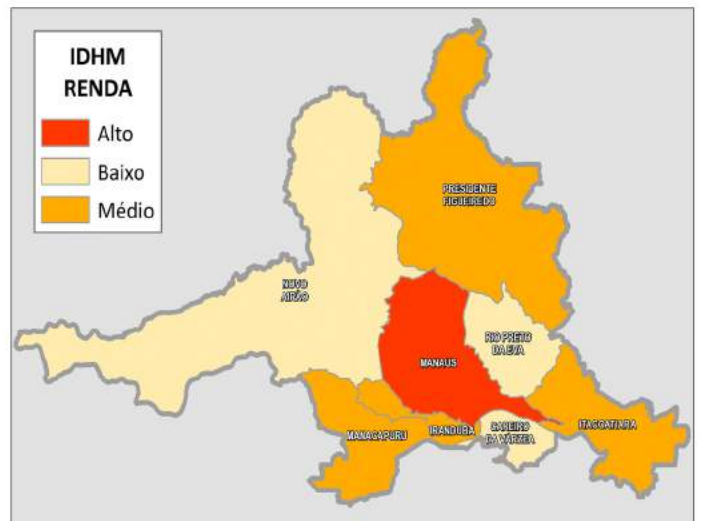 IDHM
RENDA
Alto
Baixo
Médio
PRESIDENTE
FIGUEIREDO
NOVO
AIRÃO
RIO PRETO
DA EVA
MANAUS
MANACAPURU
IRANDUBA
CAREIRO
DA VÁRZEA
ITACOATIARA